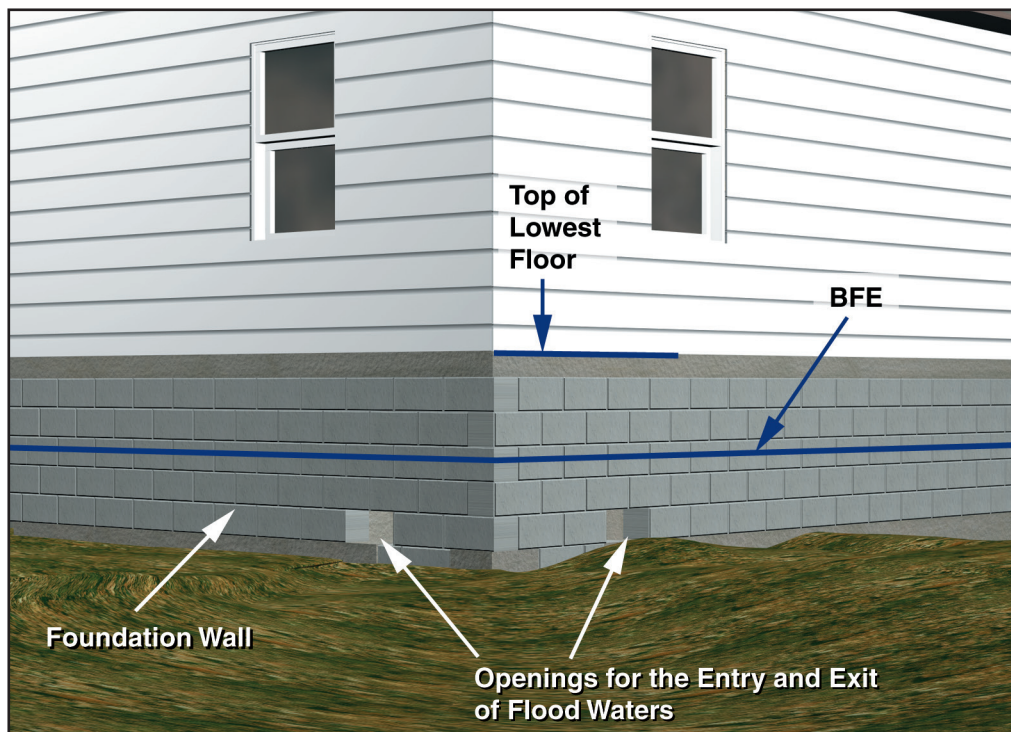 Top of
Lowest
Floor
BFE
Foundation Wall
Openings for the Entry and Exit
of Flood Waters